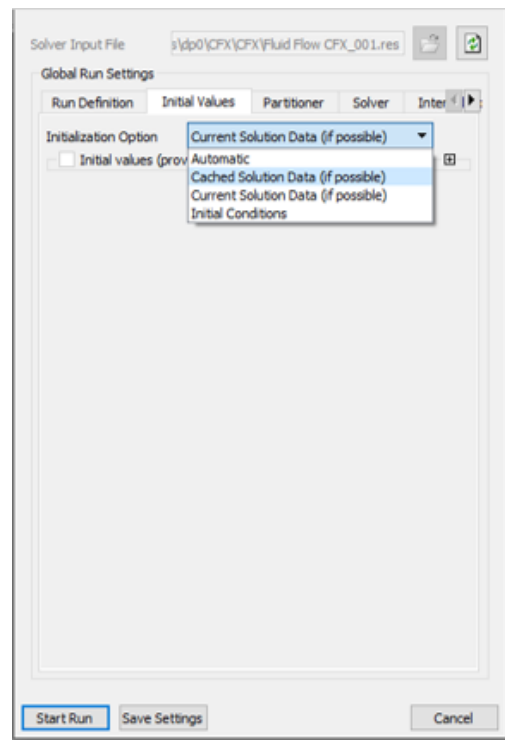 Solver Input File s\dp0\CFX\CFX\Fluid Flow CFX_001.res
Global Run Settings
Run Definition Initial Values Partitioner Solver Inter
Initialization Option Current Solution Data (if possible)
Initial values (prov
Automatic
Cached Solution Data (if possible)
Current Solution Data (if possible)
Initial Conditions
Start Run Save Settings Cancel